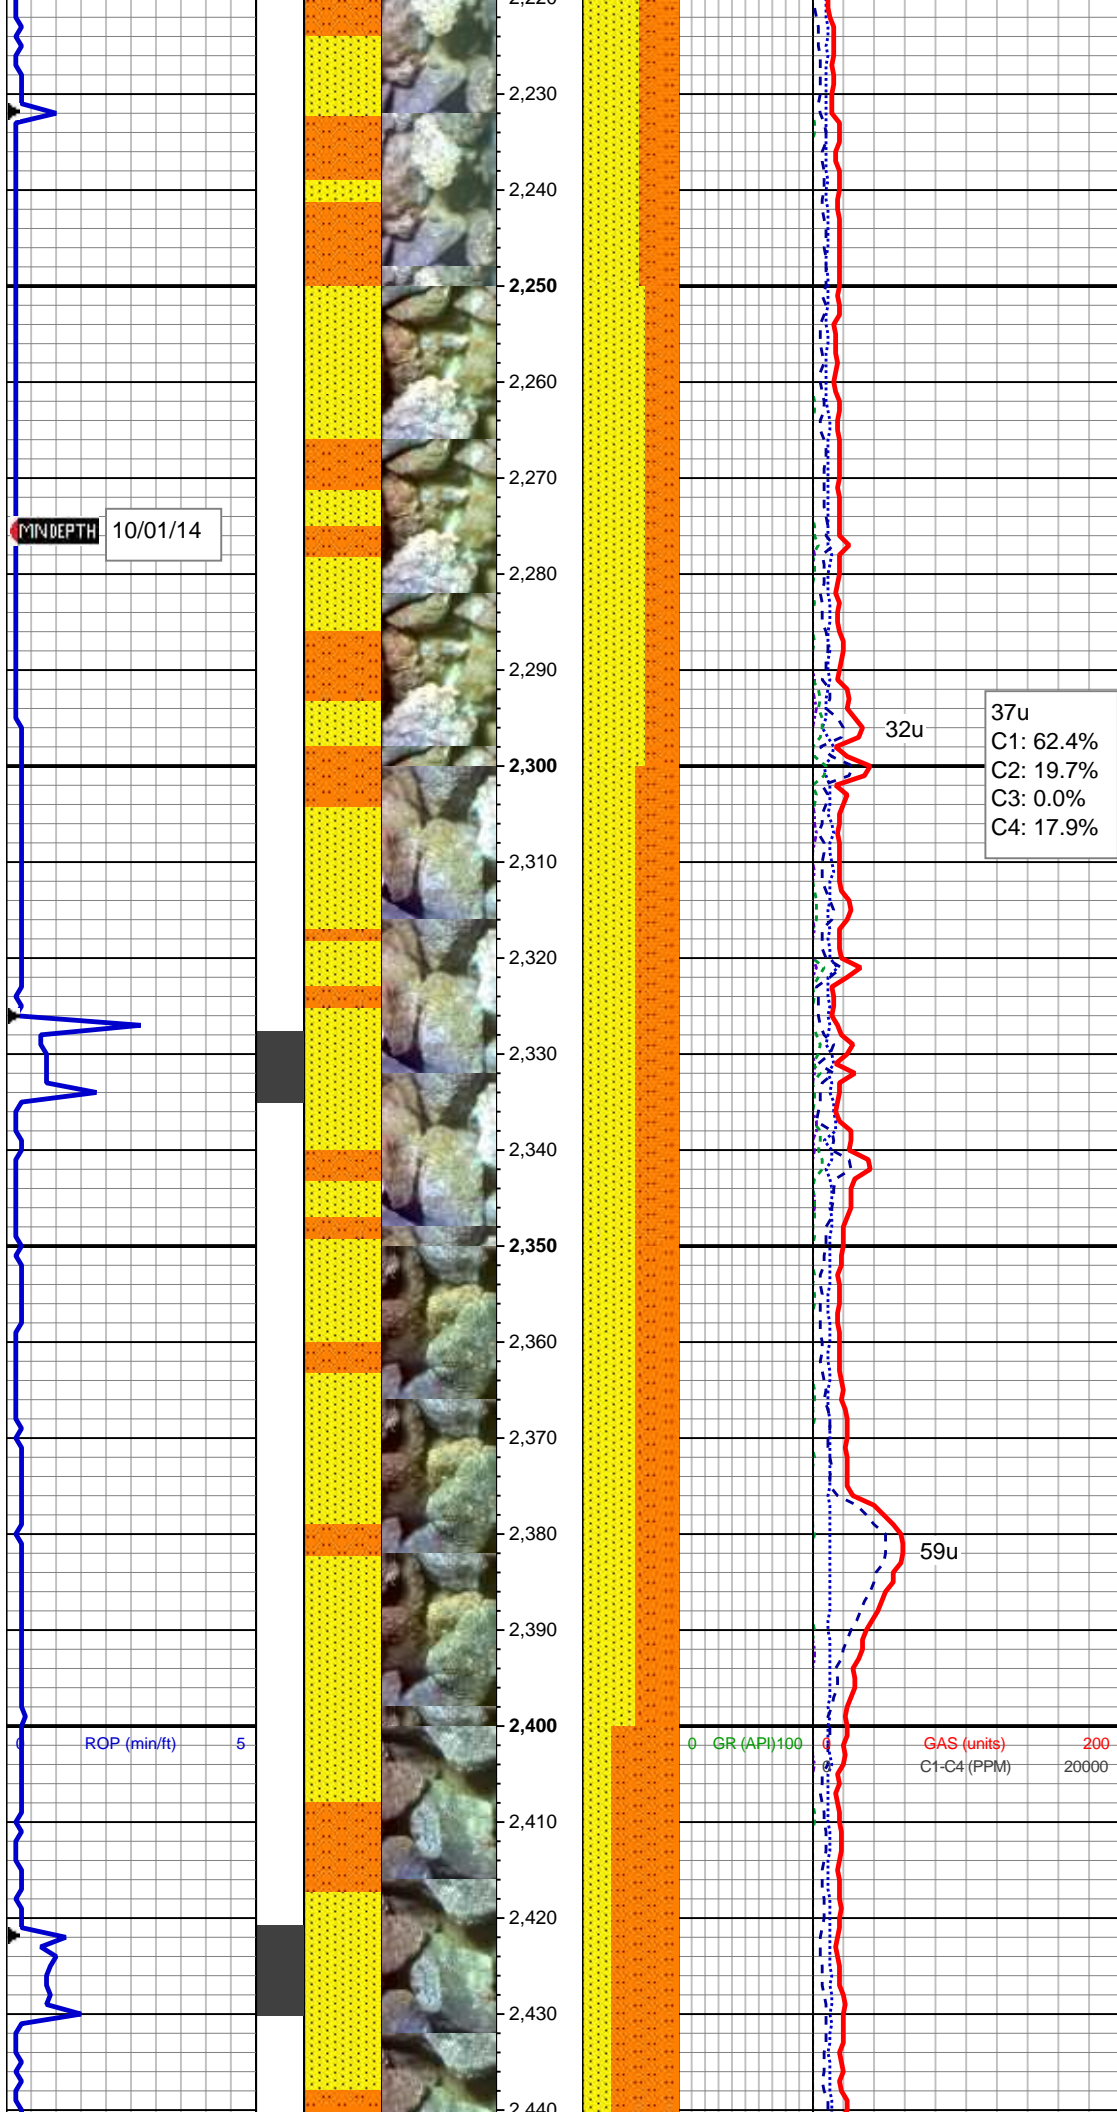 2,220
2,230
2,240
2,250
2,260
2,270
MNDEPTH 10/01/14
2,280
2,290
32u
37u
C1: 62.4%
C2: 19.7%
C3: 0.0%
C4: 17.9%
2,300
2,310
2,320
2,330
2,340
2,350
2,360
2,370
2,380
59u
2,390
2,400
0 ROP (min/ft) 5 0 GR (API) 100 0 GAS (units) 200
0 C1-C4 (PPM) 20000
2,410
2,420
2,430
2,440